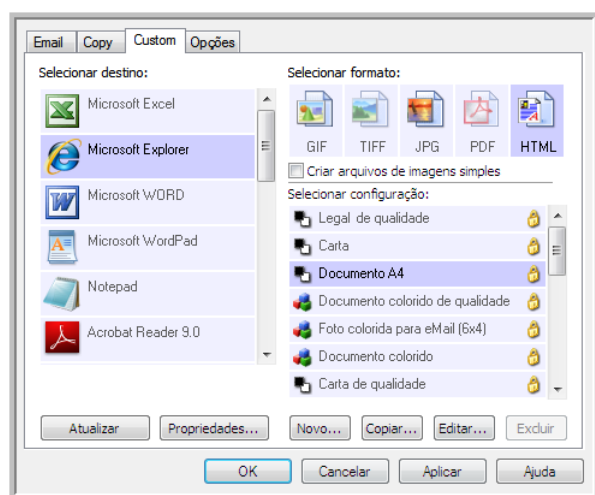 Email Copy Custom Opções
Selecionar destino:
Microsoft Excel
Microsoft Explorer
Microsoft WORD
Microsoft WordPad
Notepad
Acrobat Reader 9.0
Atualizar Propriedades...
Selecionar formato:
GIF TIFF JPG PDF HTML
Criar arquivos de imagens simples
Selecionar configuração:
Legal de qualidade
Carta
Documento A4
Documento colorido de qualidade
Foto colorida para eMail (6x4)
Documento colorido
Carta de qualidade
Novo... Copiar... Editar... Excluir
OK Cancelar Aplicar Ajuda